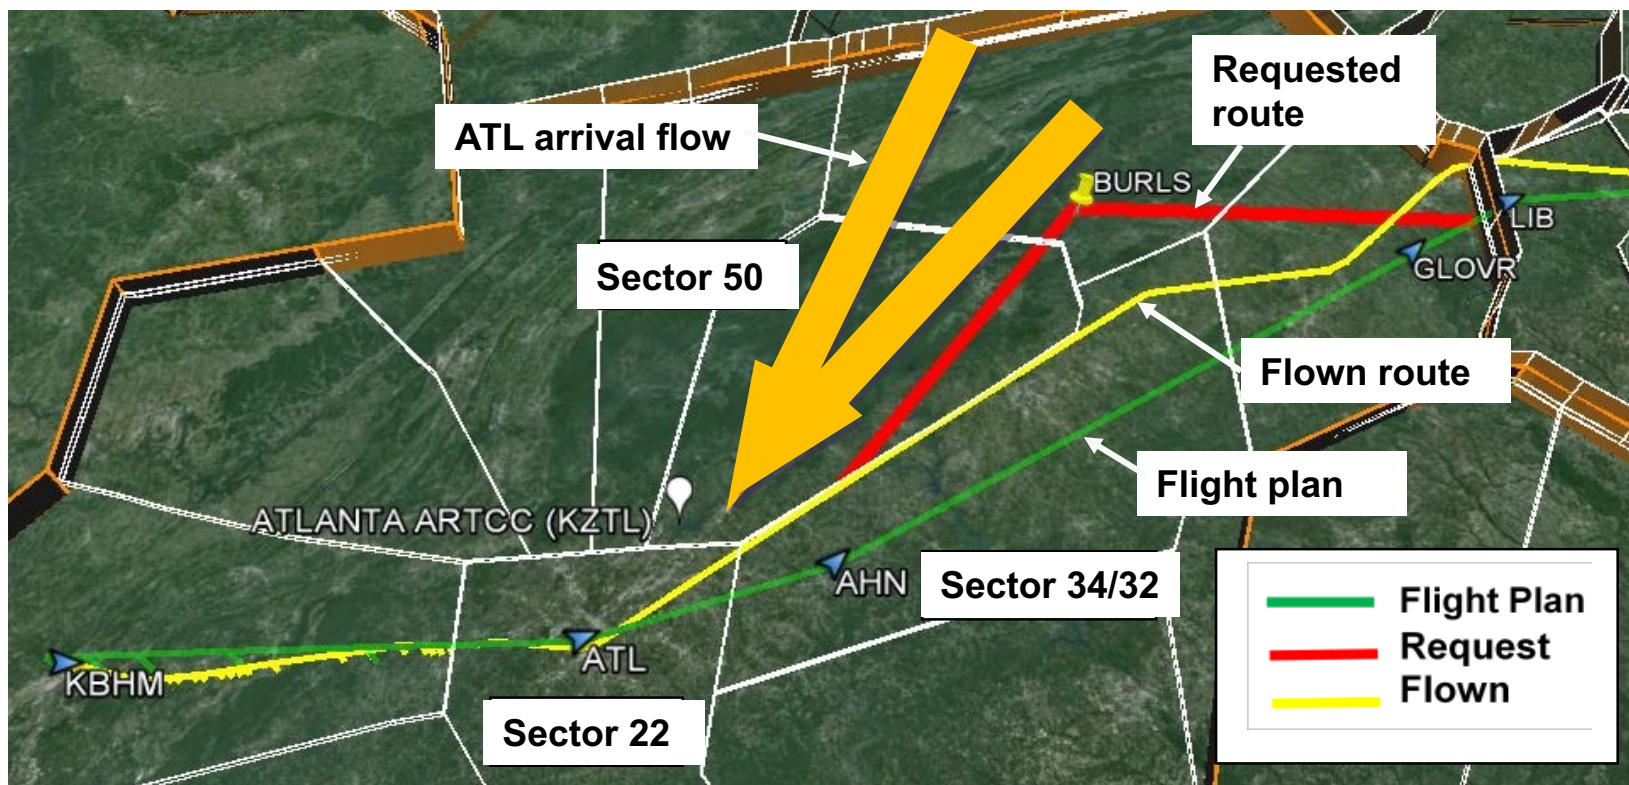 Requested
route
ATL arrival flow
BURLS
LIB
Sector 50
GLOVR
Flown route
Flight plan
ATLANTA ARTCC (KZTL)
AHN
Sector 34/32
ATL
KBHM
Sector 22
Flight Plan
Request
Flown